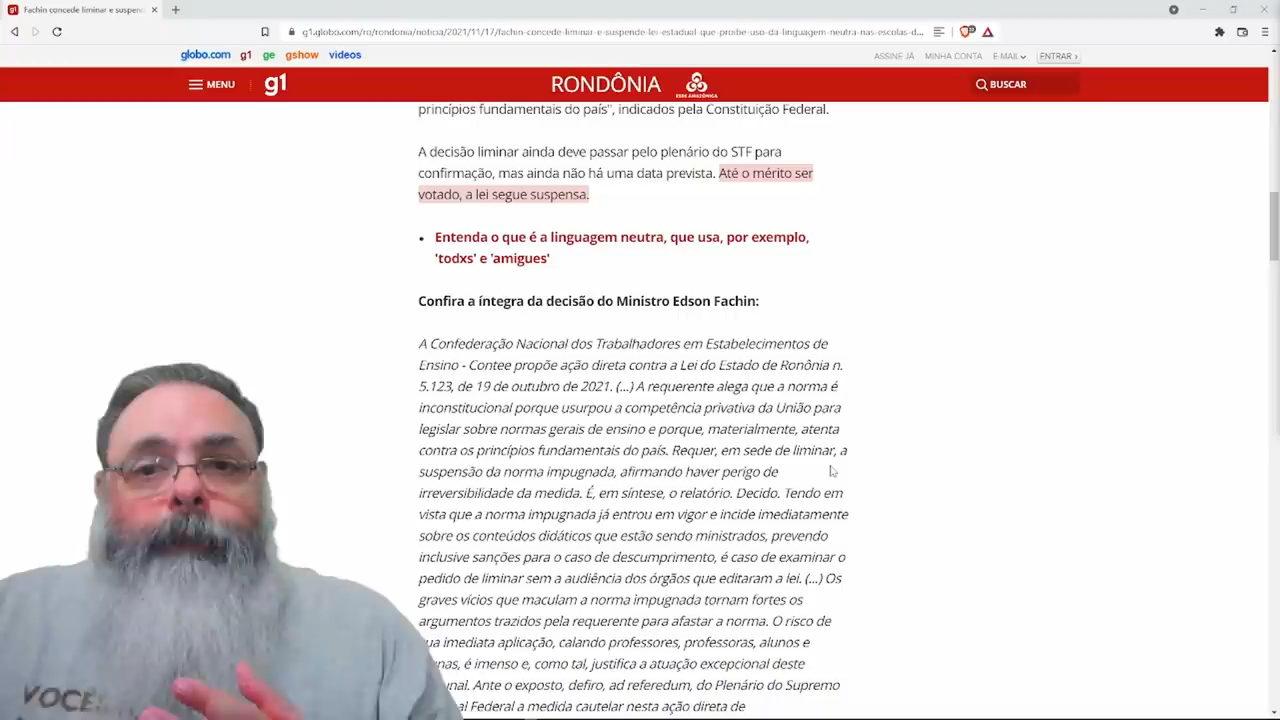 Fachin concede liminar e suspend
g1.globo.com/ro/rondonia/noticia/2021/11/17/fachin-concede-liminar-e-suspende-lei-estadual-que-proibe-uso-da-linguagem-neutra-nas-escolas-d...
globo.com g1 ge gshow videos
ASSINE JÁ MINHA CONTA E-MAIL ENTRAR
MENU g1 RONDÔNIA REDE AMAZÔNICA BUSCAR
princípios fundamentais do país", indicados pela Constituição Federal.
A decisão liminar ainda deve passar pelo plenário do STF para
confirmação, mas ainda não há uma data prevista. Até o mérito ser
votado, a lei segue suspensa.
• Entenda o que é a linguagem neutra, que usa, por exemplo,
'todxs' e 'amigues'
Confira a íntegra da decisão do Ministro Edson Fachin:
A Confederação Nacional dos Trabalhadores em Estabelecimentos de
Ensino - Contee propõe ação direta contra a Lei do Estado de Ronônia n.
5.123, de 19 de outubro de 2021. (...) A requerente alega que a norma é
inconstitucional porque usurpou a competência privativa da União para
legislar sobre normas gerais de ensino e porque, materialmente, atenta
contra os princípios fundamentais do país. Requer, em sede de liminar, a
suspensão da norma impugnada, afirmando haver perigo de
irreversibilidade da medida. É, em síntese, o relatório. Decido. Tendo em
vista que a norma impugnada já entrou em vigor e incide imediatamente
sobre os conteúdos didáticos que estão sendo ministrados, prevendo
inclusive sanções para o caso de descumprimento, é caso de examinar o
pedido de liminar sem a audiência dos órgãos que editaram a lei. (...) Os
graves vícios que maculam a norma impugnada tornam fortes os
argumentos trazidos pela requerente para afastar a norma. O risco de
ua imediata aplicação, calando professores, professoras, alunos e
nas, é imenso e, como tal, justifica a atuação excepcional deste
nal. Ante o exposto, defiro, ad referedum, do Plenário do Supremo
al Federal a medida cautelar nesta ação direta de
VOCE